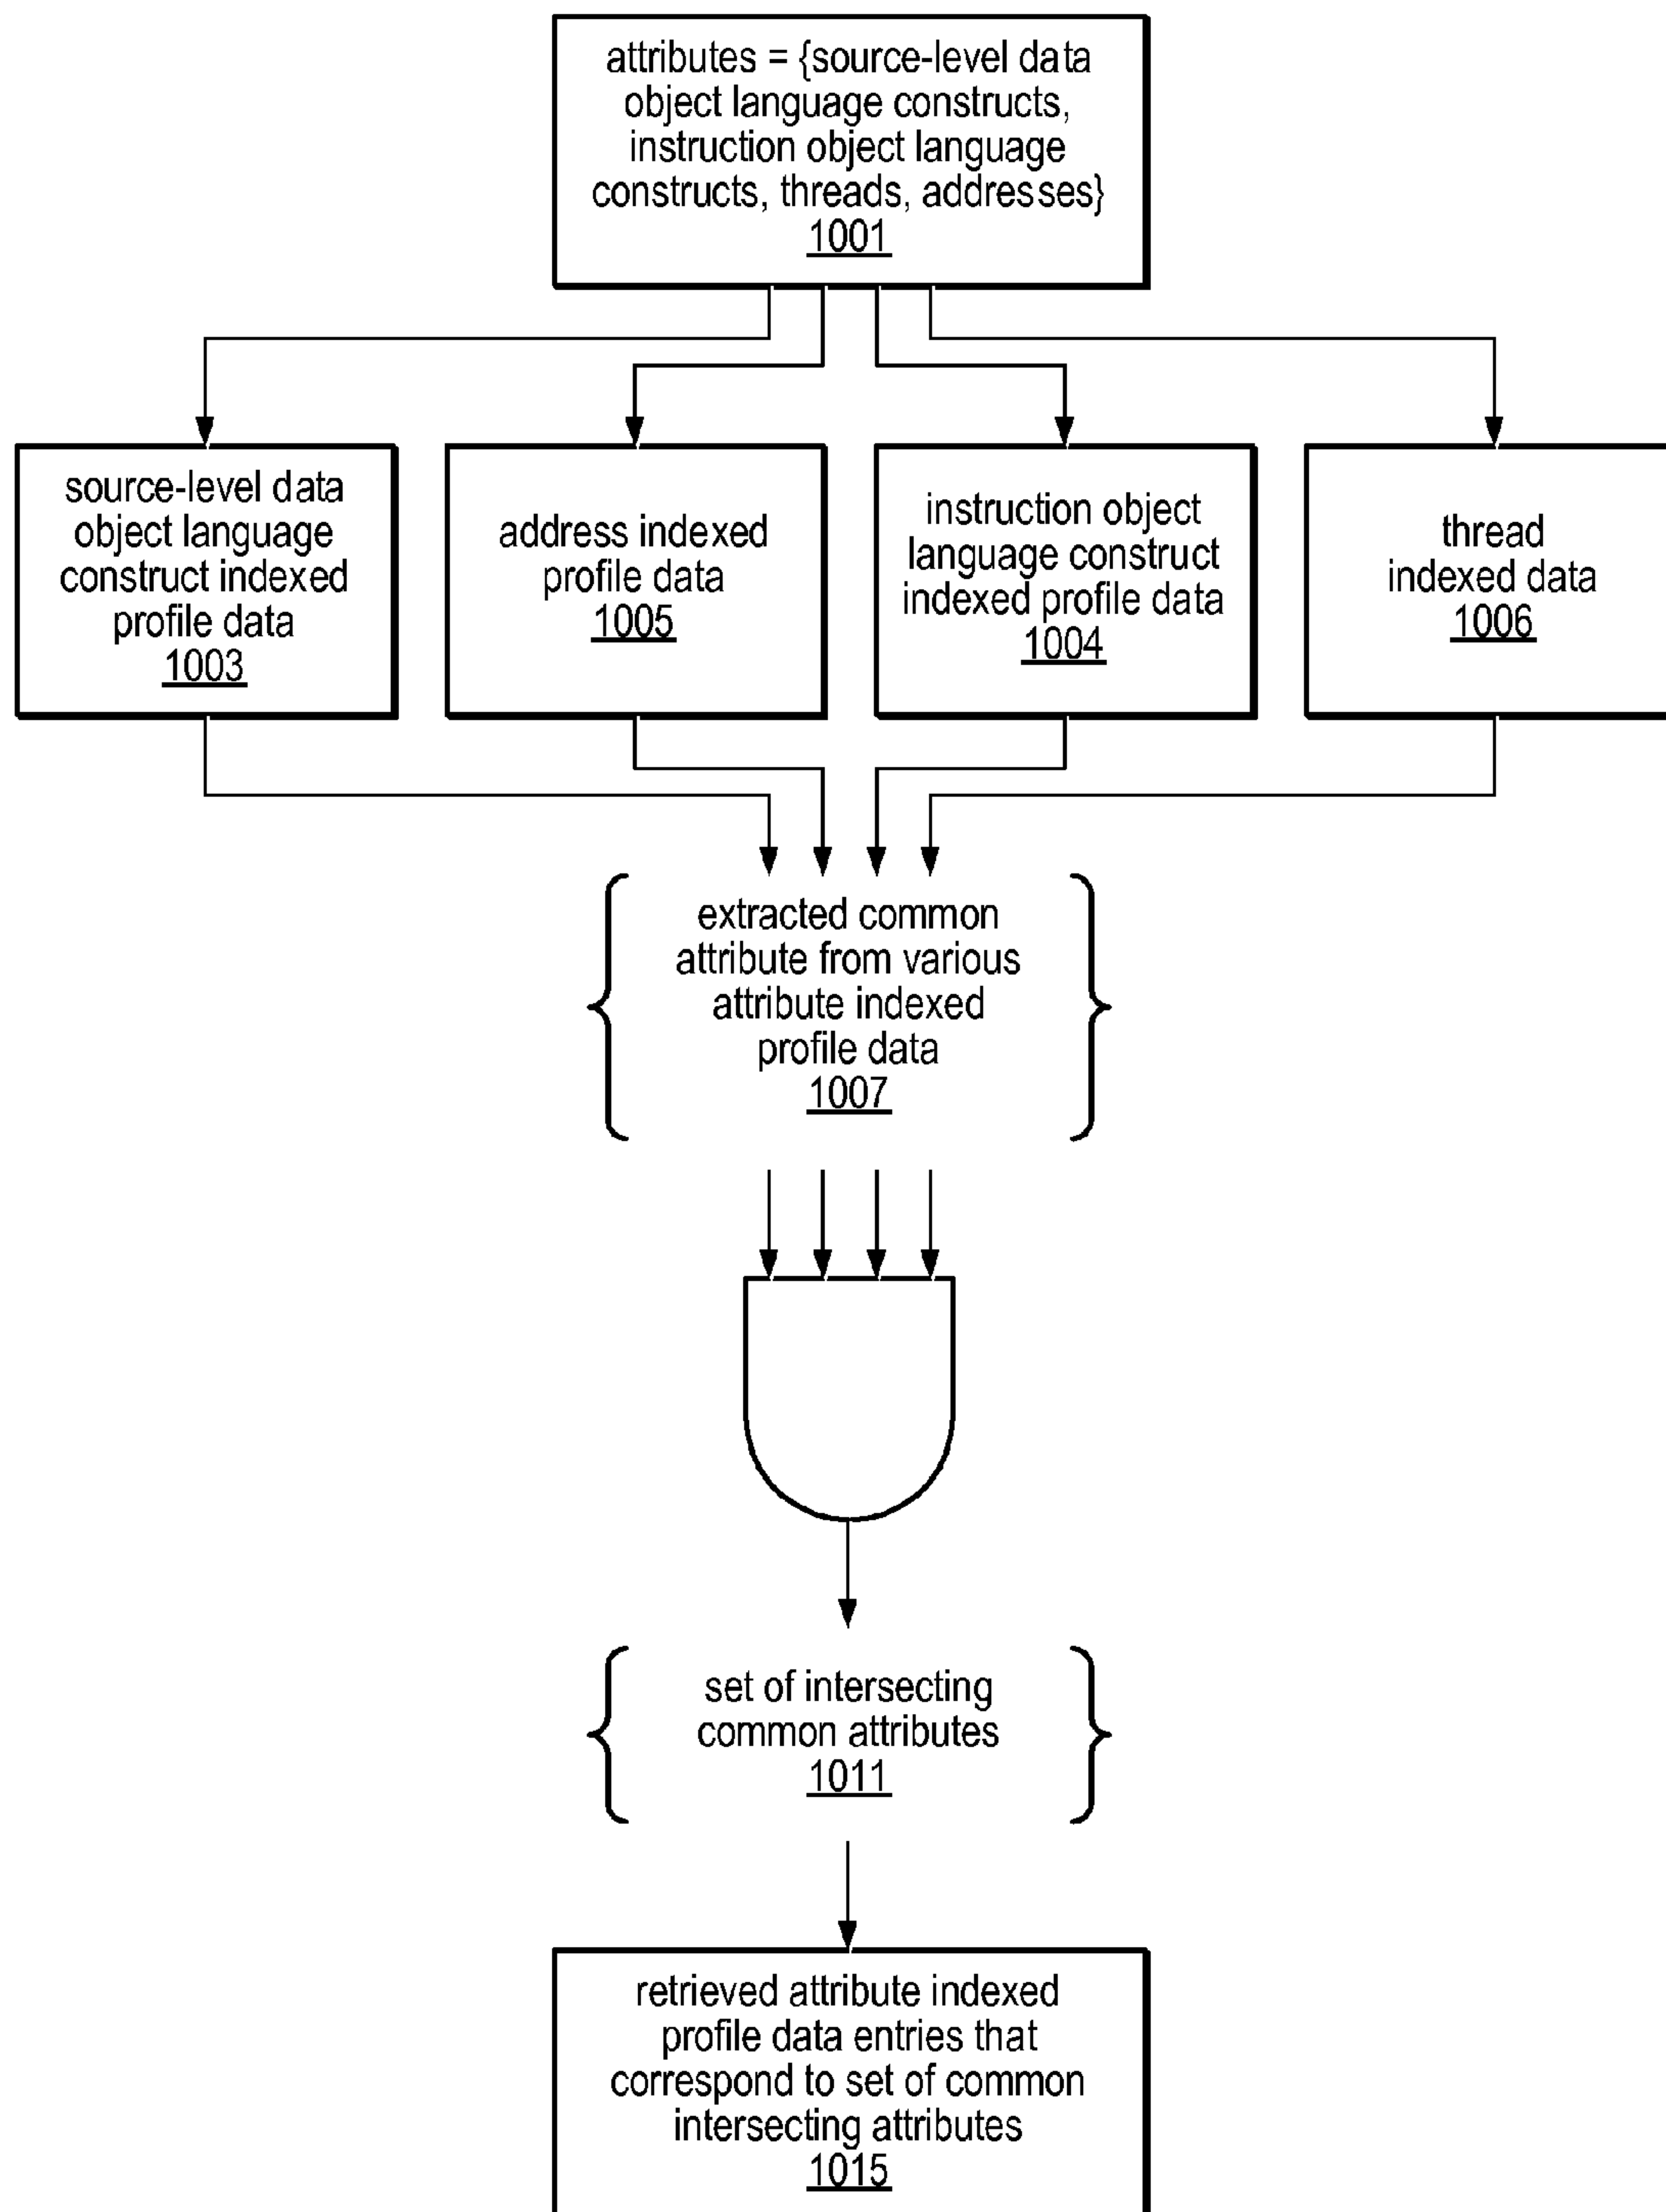 attributes = {source-level data
object language constructs,
instruction object language
constructs, threads, addresses}
1001
source-level data
object language
construct indexed
profile data
1003
address indexed
profile data
1005
instruction object
language construct
indexed profile data
1004
thread
indexed data
1006
extracted common
attribute from various
attribute indexed
profile data
1007
set of intersecting
common attributes
1011
retrieved attribute indexed
profile data entries that
correspond to set of common
intersecting attributes
1015